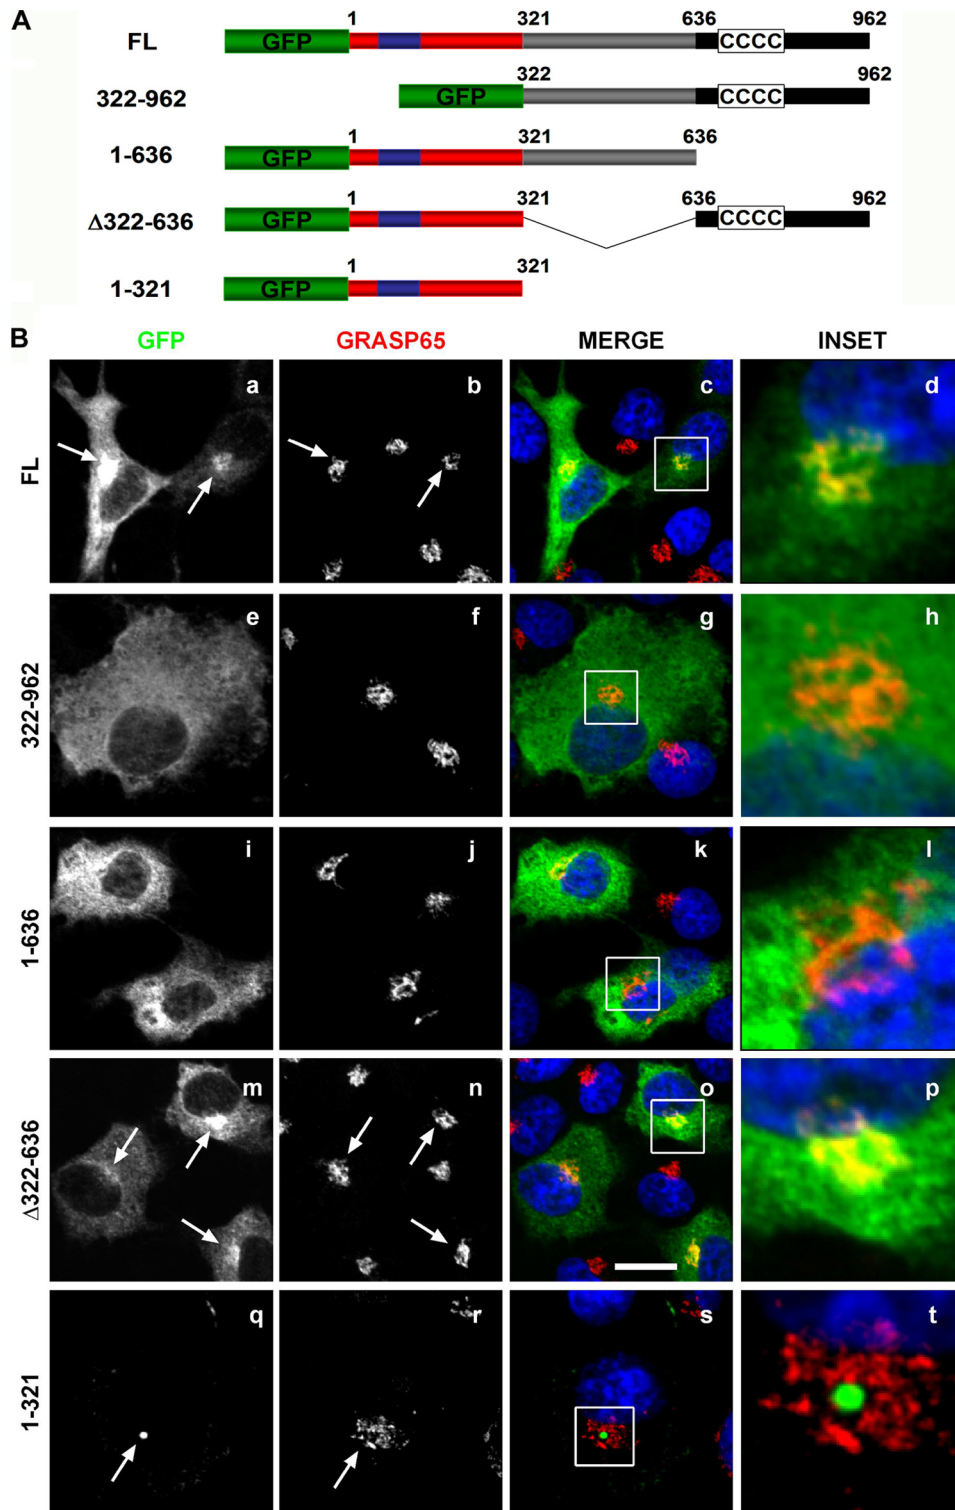 A
1 321 636 962
FL GFP CCCC
322 962
322-962 GFP CCCC
1 321 636
1-636 GFP
1 321 636 962
Δ322-636 GFP CCCC
1 321
1-321 GFP
B GFP GRASP65 MERGE INSET
FL a b c d
322-962 e f g h
1-636 i j k l
Δ322-636 m n o p
1-321 q r s t